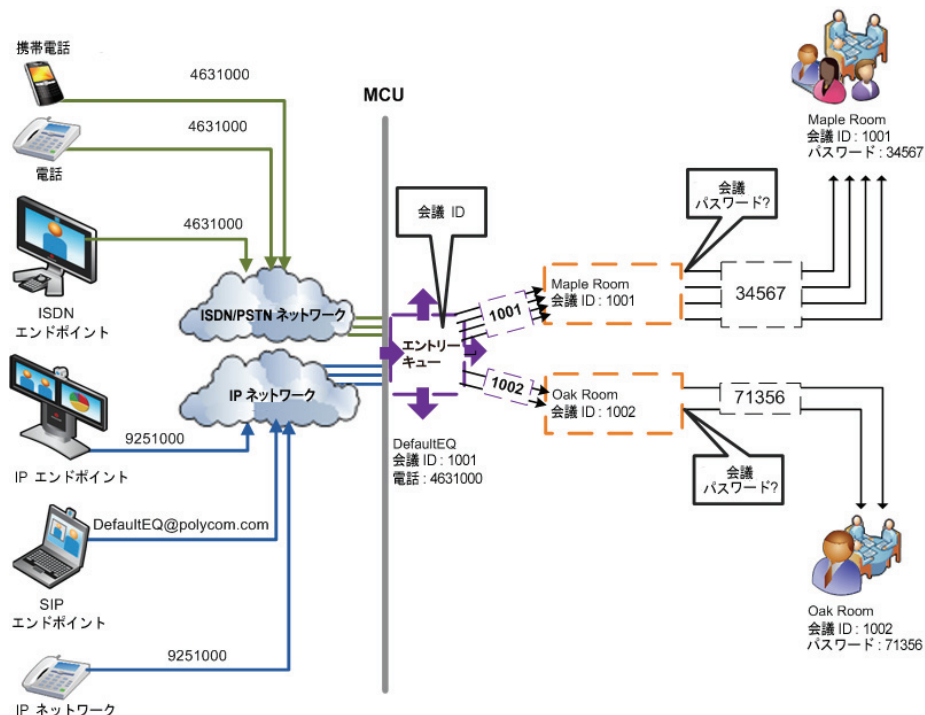 携帯電話
4631000
MCU
4631000
電話
4631000
ISDN
エンドポイント
ISDN/PSTN ネットワーク
IP ネットワーク
9251000
IP エンドポイント
DefaultEQ@polycom.com
SIP
エンドポイント
9251000
IP ネットワーク
会議 ID
エントリー
キュー
DefaultEQ
会議 ID : 1001
電話 : 4631000
1001
1002
Maple Room
会議 ID : 1001
Oak Room
会議 ID : 1002
会議
パスワード?
34567
71356
会議
パスワード?
Maple Room
会議 ID : 1001
パスワード : 34567
Oak Room
会議 ID : 1002
パスワード : 71356